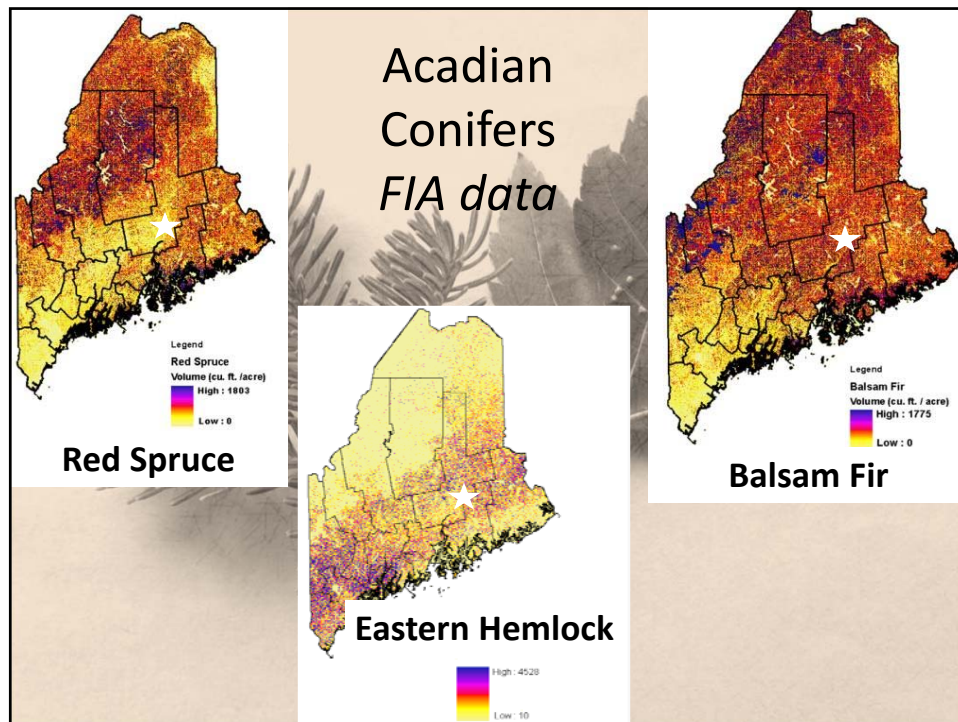 Acadian
Conifers
FIA data
Legend
Red Spruce
Volume (cu. ft. /acre)
High : 1803
Low : 0
Red Spruce
Legend
Balsam Fir
Volume (cu. ft. / acre)
High : 1775
Low : 0
Balsam Fir
Eastern Hemlock
High : 4528
Low : 10